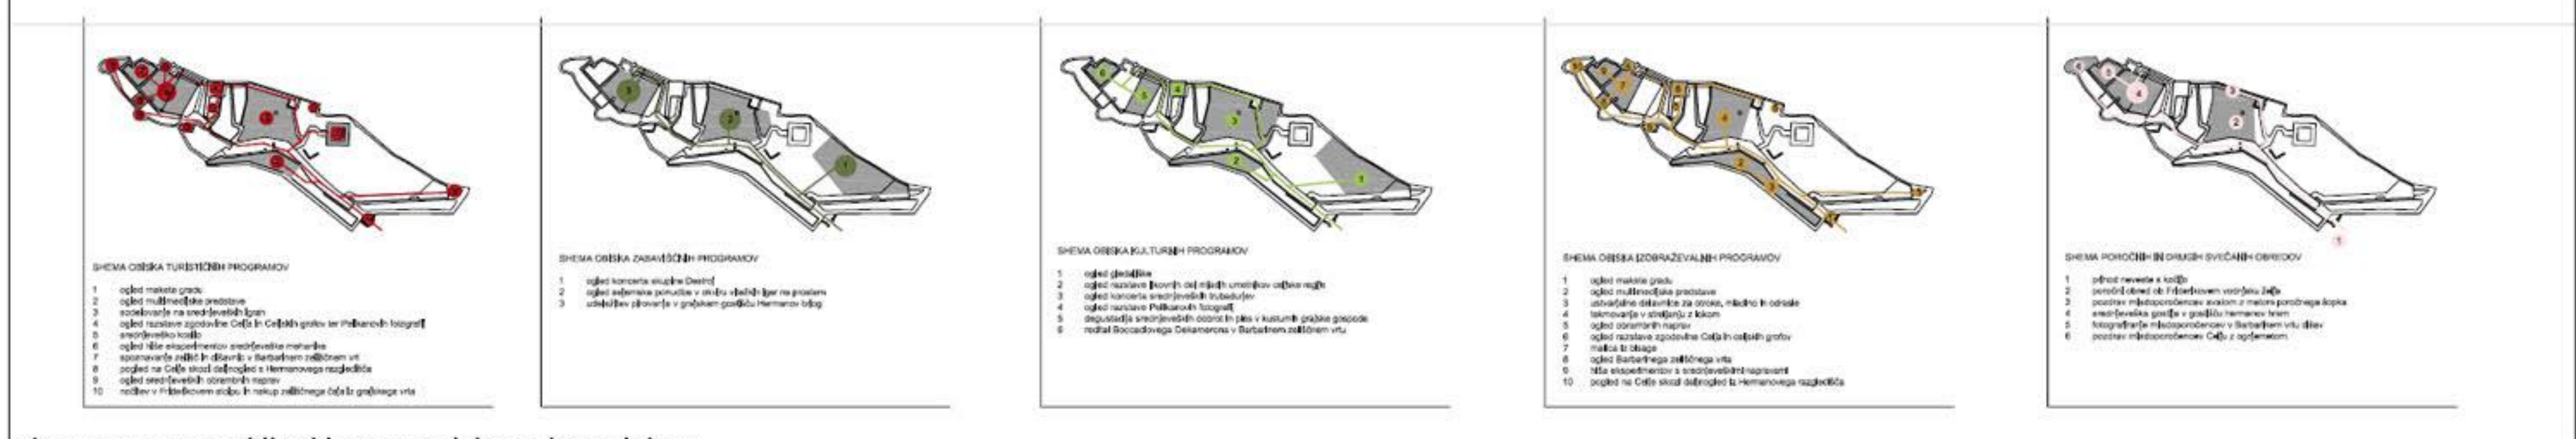 SHEMA OBISKA TURISTIČNIH PROGRAMOV
1 ogled makete gradu
2 ogled multimedijske predstave
3 sodelovanje na srednjeveških igrah
4 ogled razstave zgodovine Celja in Celjskih grofov ter Pelikanovih fotografij
5 srednjeveško kosilo
6 ogled hiše eksperimentov srednjeveške mehanike
7 spoznavanje zelišč in dišavnic v Barbarinem zeliščnem vrt
8 pogled na Celje skozi daljnogled s Hermanovega razgledišča
9 ogled srednjeveških obrambnih naprav
10 nočitev v Friderikovem stolpu in nakup zeliščnega čaja iz grajskega vrta
SHEMA OBISKA ZABAVIŠČNIH PROGRAMOV
1 ogled koncerta skupine
2 ogled sejemske ponudbe v okviru viteških iger na prostem
3 udeležitev pirovanja v grajskem gostišču Hermanov
SHEMA OBISKA KULTURNIH PROGRAMOV
1 ogled gledališke
2 ogled razstave likovnih del mladih umetnikov celjske regije
3 ogled koncerta srednjeveških trubadurjev
4 ogled razstave Pelikanovih fotografij
5 degustacija srednjeveških dobrot in ples v kostumih grajske gospode
6 recital Boccacciovega Dekamerona v Barbarinem zeliščnem vrtu
SHEMA OBISKA IZOBRAŽEVALNIH PROGRAMOV
1 ogled makete gradu
2 ogled multimedijske predstave
3 ustvarjalne delavnice za otroke, mladino in odrasle
4 tekmovanje v streljanju z lokom
5 ogled obrambnih naprav
6 ogled razstave zgodovine Celja in celjskih grofov
7 malica iz bisage
8 ogled Barbarinega zeliščnega vrta
9 hiša eksperimentov s srednjeveškimi napravami
10 pogled na Celje skozi daljnogled iz Hermanovega razgledišča
SHEMA POROČNIH IN DRUGIH SVEČANIH OBREDOV
1 prihod neveste s kočijo
2 poročni obred ob Friderikovem vodnjaku želja
3 pozdrav mladoporočencev svatom z metom poročnega šopka
4 srednjeveška gostija v gostišču hermanov hram
5 fotografiranje mladoporočencev v Barbarinem vrtu dišav
6 pozdrav mladoporočencev Celju z ognjemetom